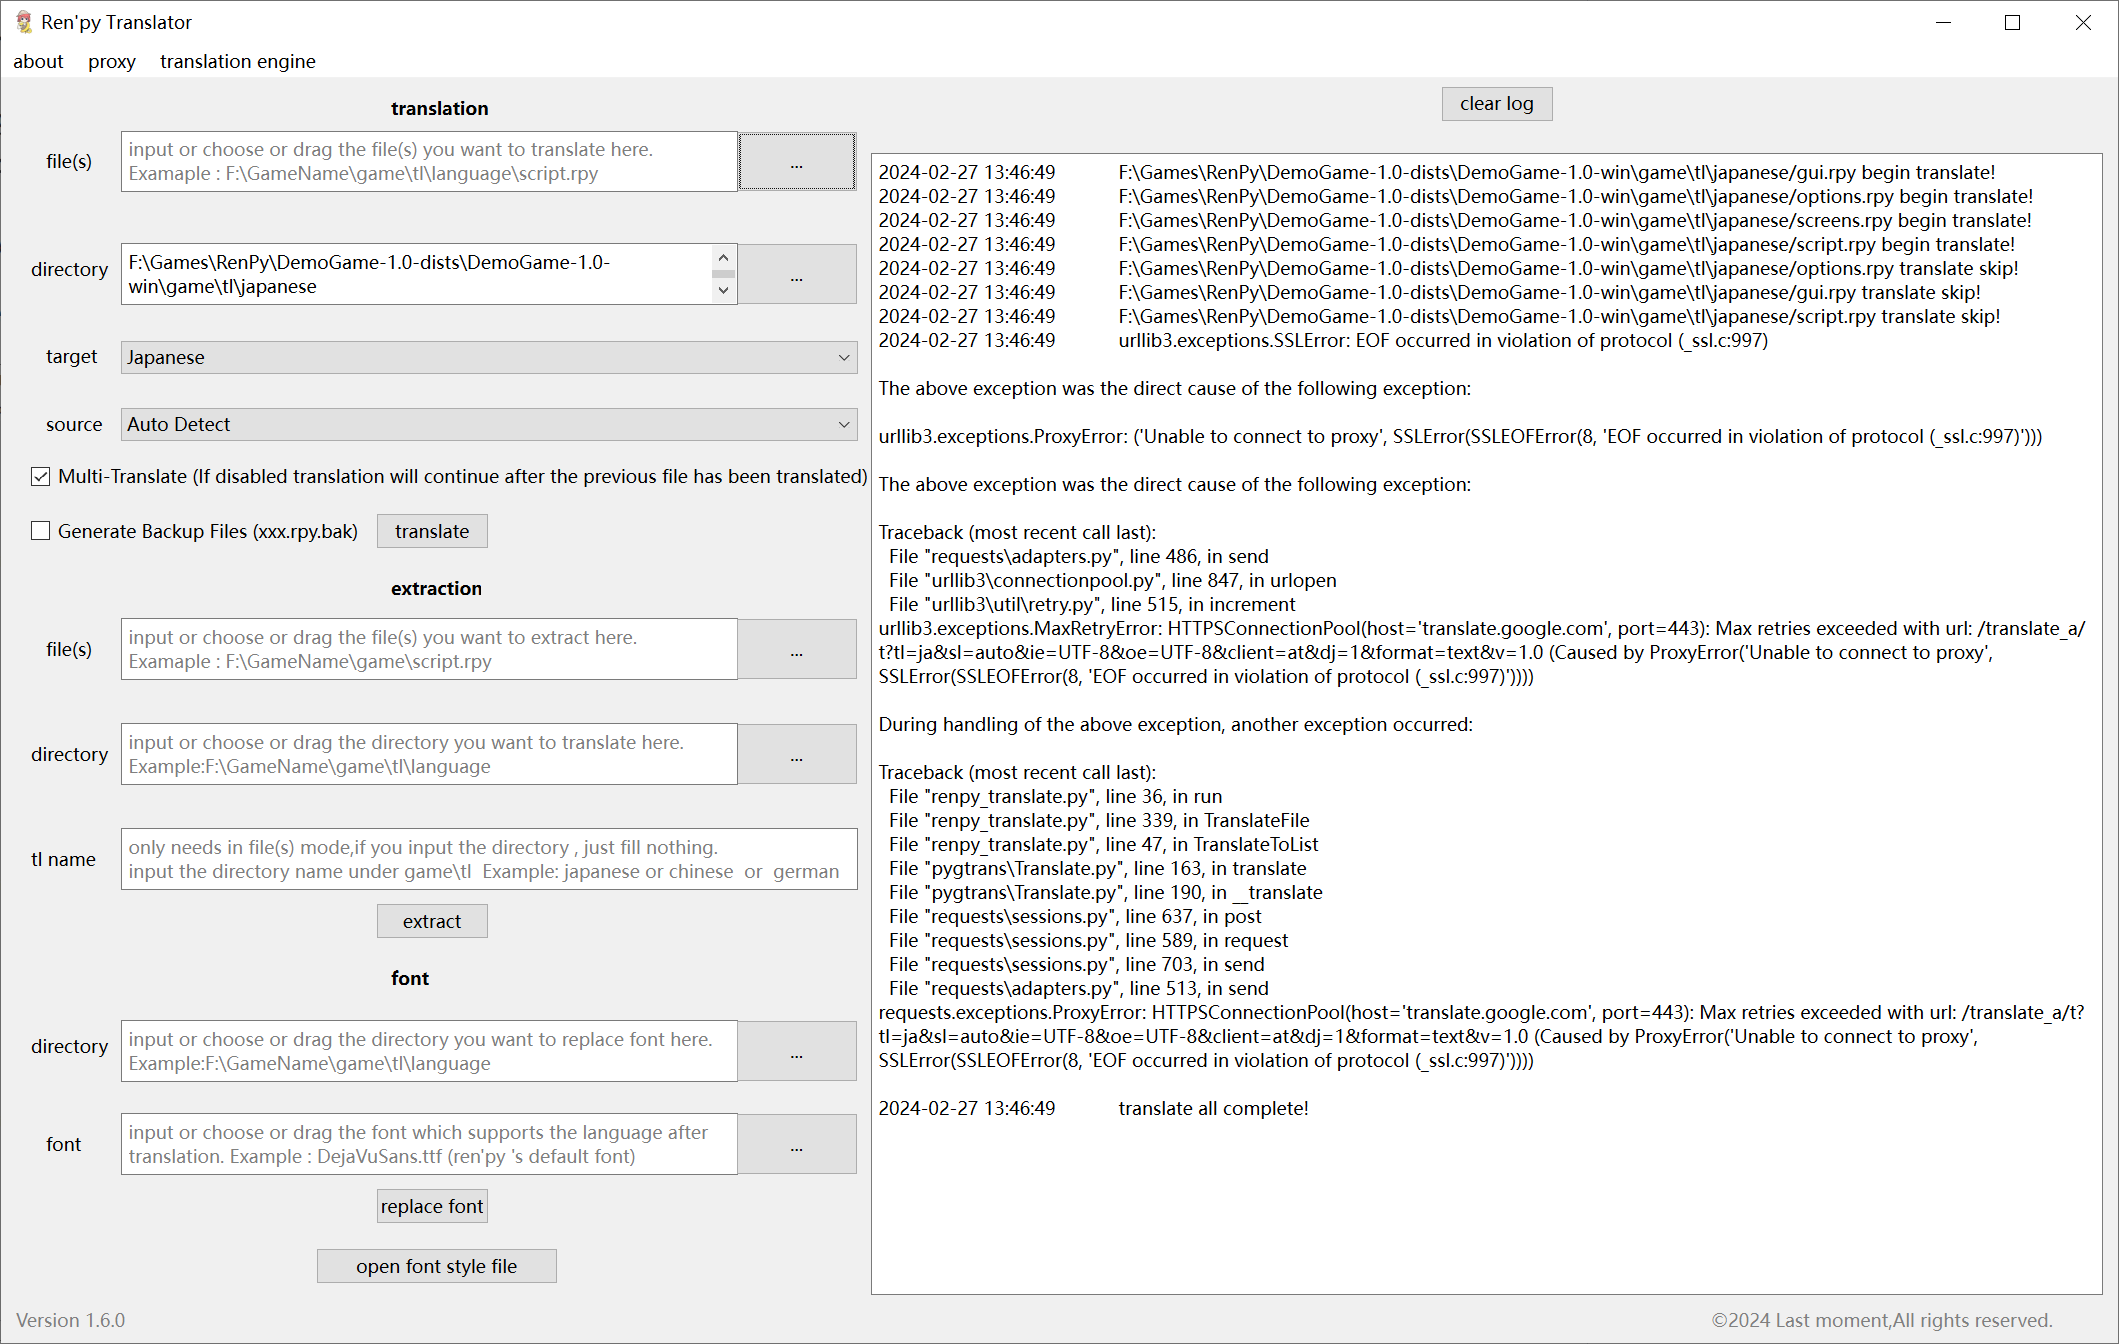 Ren'py Translator
about proxy translation engine
translation
file(s)
input or choose or drag the file(s) you want to translate here.
Examaple : F:\GameName\game\tl\language\script.rpy
...
directory
F:\Games\RenPy\DemoGame-1.0-dists\DemoGame-1.0-
win\game\tl\japanese
...
target
Japanese
source
Auto Detect
Multi-Translate (If disabled translation will continue after the previous file has been translated)
Generate Backup Files (xxx.rpy.bak)
translate
extraction
file(s)
input or choose or drag the file(s) you want to extract here.
Examaple : F:\GameName\game\script.rpy
...
directory
input or choose or drag the directory you want to translate here.
Example:F:\GameName\game\tl\language
...
tl name
only needs in file(s) mode,if you input the directory , just fill nothing.
input the directory name under game\tl  Example: japanese or chinese  or  german
extract
font
directory
input or choose or drag the directory you want to replace font here.
Example:F:\GameName\game\tl\language
...
font
input or choose or drag the font which supports the language after
translation. Example : DejaVuSans.ttf (ren'py 's default font)
...
replace font
open font style file
Version 1.6.0
clear log
2024-02-27 13:46:49 F:\Games\RenPy\DemoGame-1.0-dists\DemoGame-1.0-win\game\tl\japanese/gui.rpy begin translate!
2024-02-27 13:46:49 F:\Games\RenPy\DemoGame-1.0-dists\DemoGame-1.0-win\game\tl\japanese/options.rpy begin translate!
2024-02-27 13:46:49 F:\Games\RenPy\DemoGame-1.0-dists\DemoGame-1.0-win\game\tl\japanese/screens.rpy begin translate!
2024-02-27 13:46:49 F:\Games\RenPy\DemoGame-1.0-dists\DemoGame-1.0-win\game\tl\japanese/script.rpy begin translate!
2024-02-27 13:46:49 F:\Games\RenPy\DemoGame-1.0-dists\DemoGame-1.0-win\game\tl\japanese/options.rpy translate skip!
2024-02-27 13:46:49 F:\Games\RenPy\DemoGame-1.0-dists\DemoGame-1.0-win\game\tl\japanese/gui.rpy translate skip!
2024-02-27 13:46:49 F:\Games\RenPy\DemoGame-1.0-dists\DemoGame-1.0-win\game\tl\japanese/script.rpy translate skip!
2024-02-27 13:46:49 urllib3.exceptions.SSLError: EOF occurred in violation of protocol (_ssl.c:997)
The above exception was the direct cause of the following exception:
urllib3.exceptions.ProxyError: ('Unable to connect to proxy', SSLError(SSLEOFError(8, 'EOF occurred in violation of protocol (_ssl.c:997)')))
The above exception was the direct cause of the following exception:
Traceback (most recent call last):
File "requests\adapters.py", line 486, in send
File "urllib3\connectionpool.py", line 847, in urlopen
File "urllib3\util\retry.py", line 515, in increment
urllib3.exceptions.MaxRetryError: HTTPSConnectionPool(host='translate.google.com', port=443): Max retries exceeded with url: /translate_a/
t?tl=ja&sl=auto&ie=UTF-8&oe=UTF-8&client=at&dj=1&format=text&v=1.0 (Caused by ProxyError('Unable to connect to proxy',
SSLError(SSLEOFError(8, 'EOF occurred in violation of protocol (_ssl.c:997)'))))
During handling of the above exception, another exception occurred:
Traceback (most recent call last):
File "renpy_translate.py", line 36, in run
File "renpy_translate.py", line 339, in TranslateFile
File "renpy_translate.py", line 47, in TranslateToList
File "pygtrans\Translate.py", line 163, in translate
File "pygtrans\Translate.py", line 190, in __translate
File "requests\sessions.py", line 637, in post
File "requests\sessions.py", line 589, in request
File "requests\sessions.py", line 703, in send
File "requests\adapters.py", line 513, in send
requests.exceptions.ProxyError: HTTPSConnectionPool(host='translate.google.com', port=443): Max retries exceeded with url: /translate_a/t?
tl=ja&sl=auto&ie=UTF-8&oe=UTF-8&client=at&dj=1&format=text&v=1.0 (Caused by ProxyError('Unable to connect to proxy',
SSLError(SSLEOFError(8, 'EOF occurred in violation of protocol (_ssl.c:997)'))))
2024-02-27 13:46:49 translate all complete!
©2024 Last moment,All rights reserved.